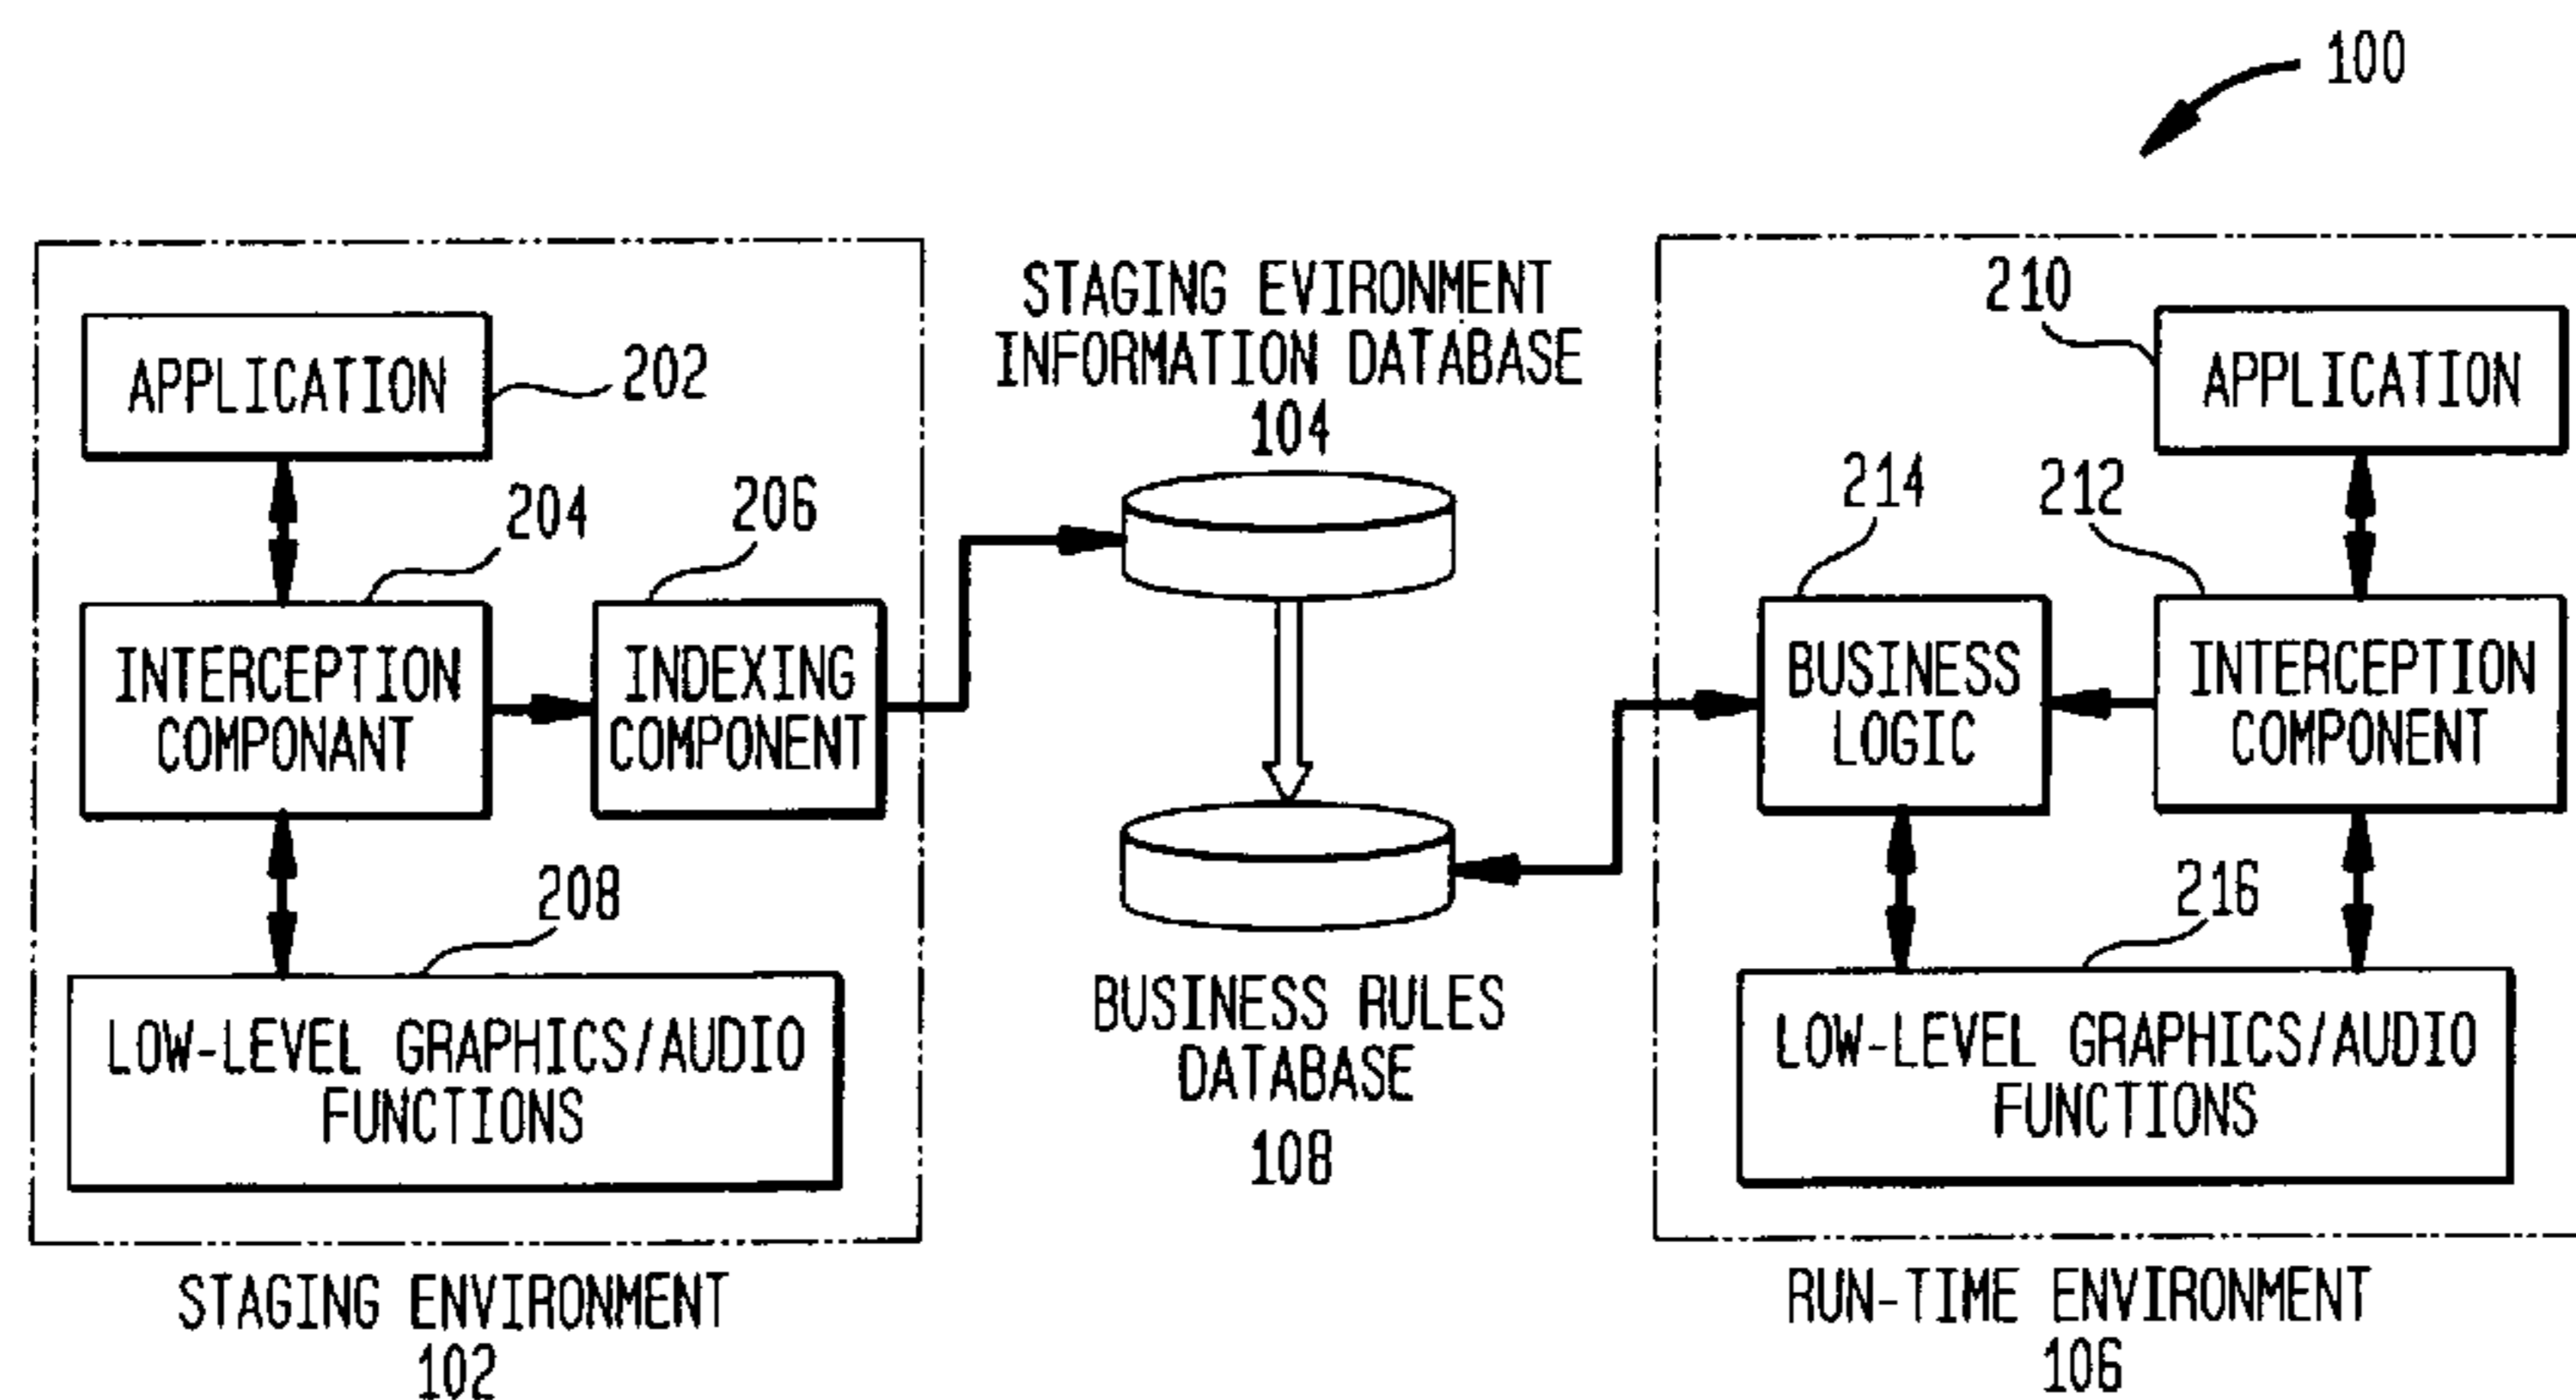 100
APPLICATION
202
204
206
INTERCEPTION
COMPONANT
INDEXING
COMPONENT
208
LOW-LEVEL GRAPHICS/AUDIO
FUNCTIONS
STAGING ENVIRONMENT
102
STAGING EVIRONMENT
INFORMATION DATABASE
104
BUSINESS RULES
DATABASE
108
210
APPLICATION
214
212
BUSINESS
LOGIC
INTERCEPTION
COMPONENT
216
LOW-LEVEL GRAPHICS/AUDIO
FUNCTIONS
RUN-TIME ENVIRONMENT
106